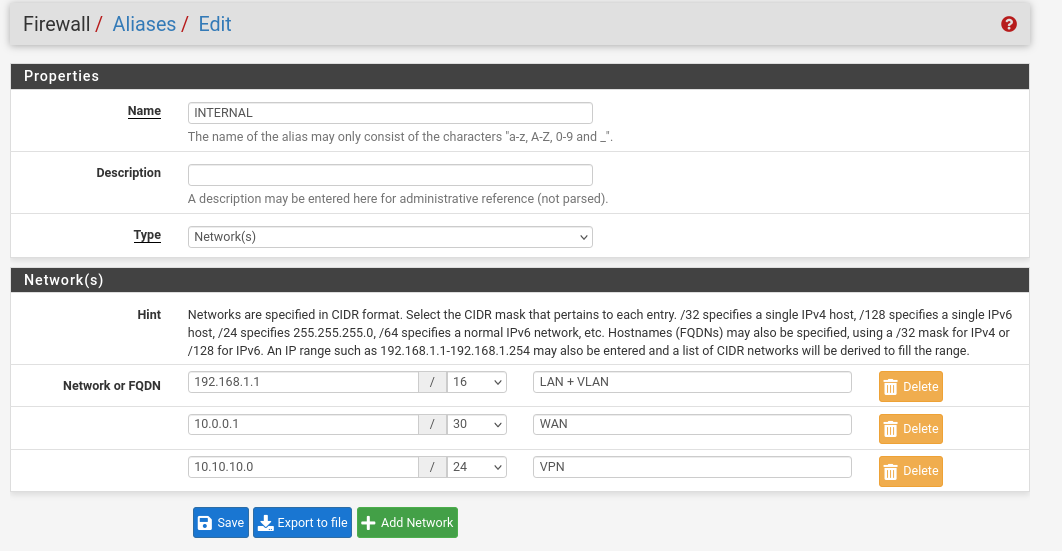 Firewall / Aliases / Edit
Properties
Name
INTERNAL
The name of the alias may only consist of the characters "a-z, A-Z, 0-9 and _".
Description
A description may be entered here for administrative reference (not parsed).
Type
Network(s)
Network(s)
Hint
Networks are specified in CIDR format. Select the CIDR mask that pertains to each entry. /32 specifies a single IPv4 host, /128 specifies a single IPv6
host, /24 specifies 255.255.255.0, /64 specifies a normal IPv6 network, etc. Hostnames (FQDNs) may also be specified, using a /32 mask for IPv4 or
/128 for IPv6. An IP range such as 192.168.1.1-192.168.1.254 may also be entered and a list of CIDR networks will be derived to fill the range.
Network or FQDN 192.168.1.1 / 16 LAN + VLAN Delete
10.0.0.1 / 30 WAN Delete
10.10.10.0 / 24 VPN Delete
Save Export to file Add Network